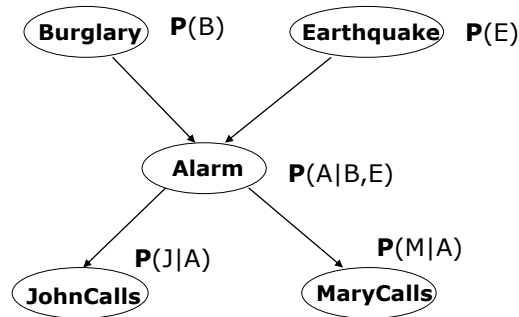 Burglary P(B)
Earthquake P(E)
Alarm P(A|B,E)
P(J|A)
P(M|A)
JohnCalls
MaryCalls